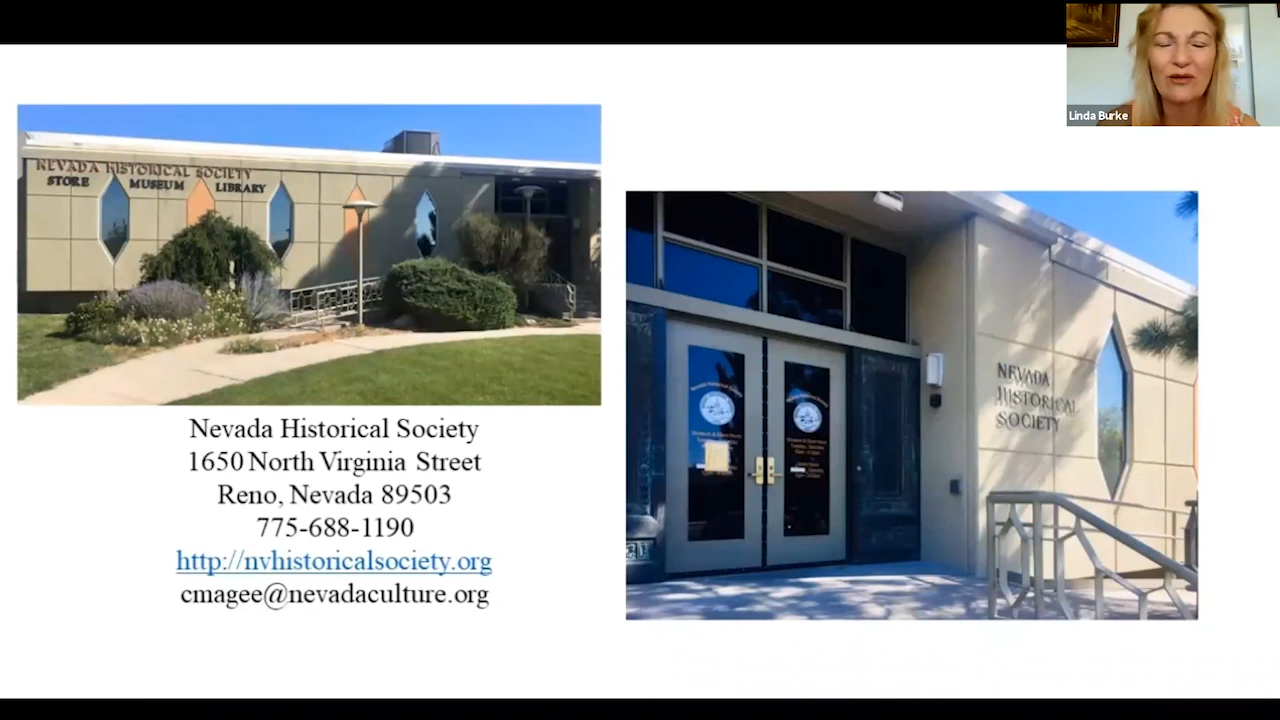 Linda Burke
NEVADA HISTORICAL SOCIETY
STORE MUSEUM LIBRARY
NEVADA
HISTORICAL
SOCIETY
Nevada Historical Society
1650 North Virginia Street
Reno, Nevada 89503
775-688-1190
http://nvhistoricalsociety.org
cmagee@nevadaculture.org